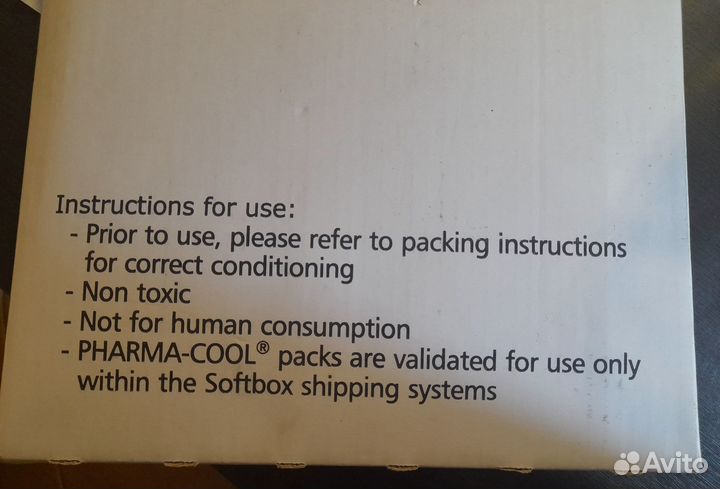 Instructions for use:
- Prior to use, please refer to packing instructions
for correct conditioning
- Non toxic
- Not for human consumption
- PHARMA-COOL® packs are validated for use only
within the Softbox shipping systems
Avito